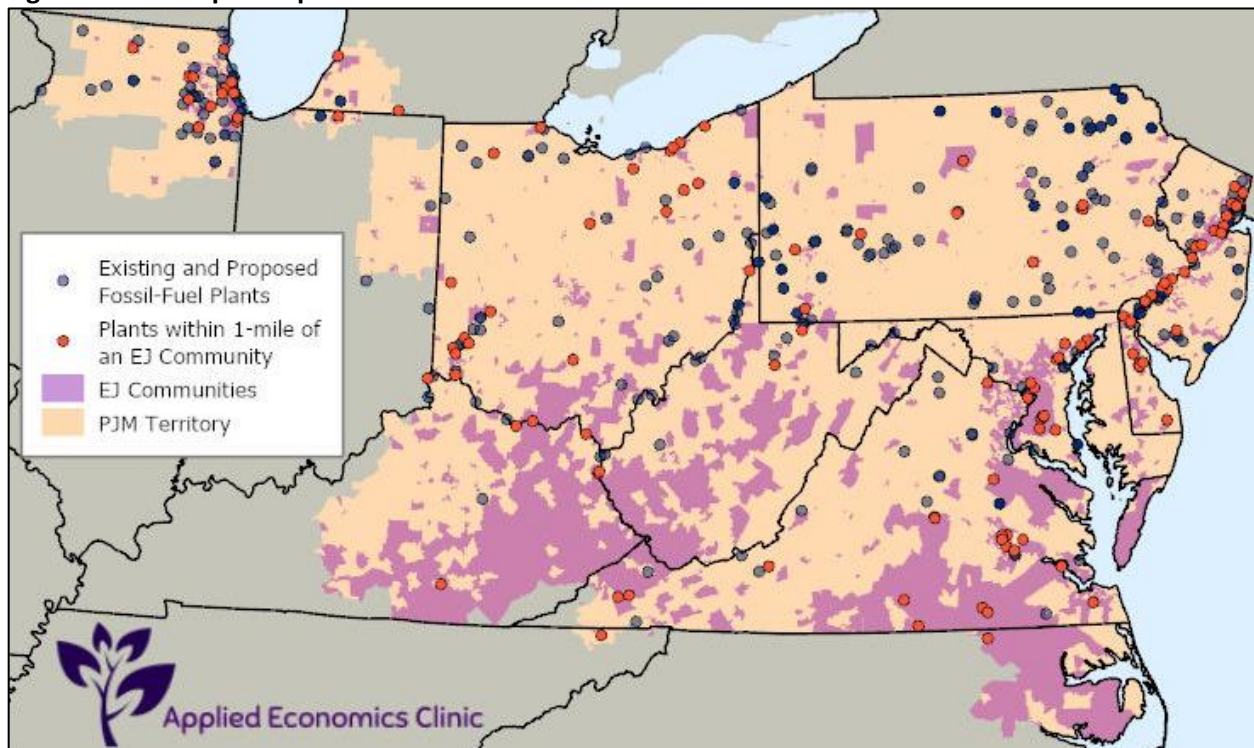 Existing and Proposed
Fossil-Fuel Plants
Plants within 1-mile of
an EJ Community
EJ Communities
PJM Territory
Applied Economics Clinic